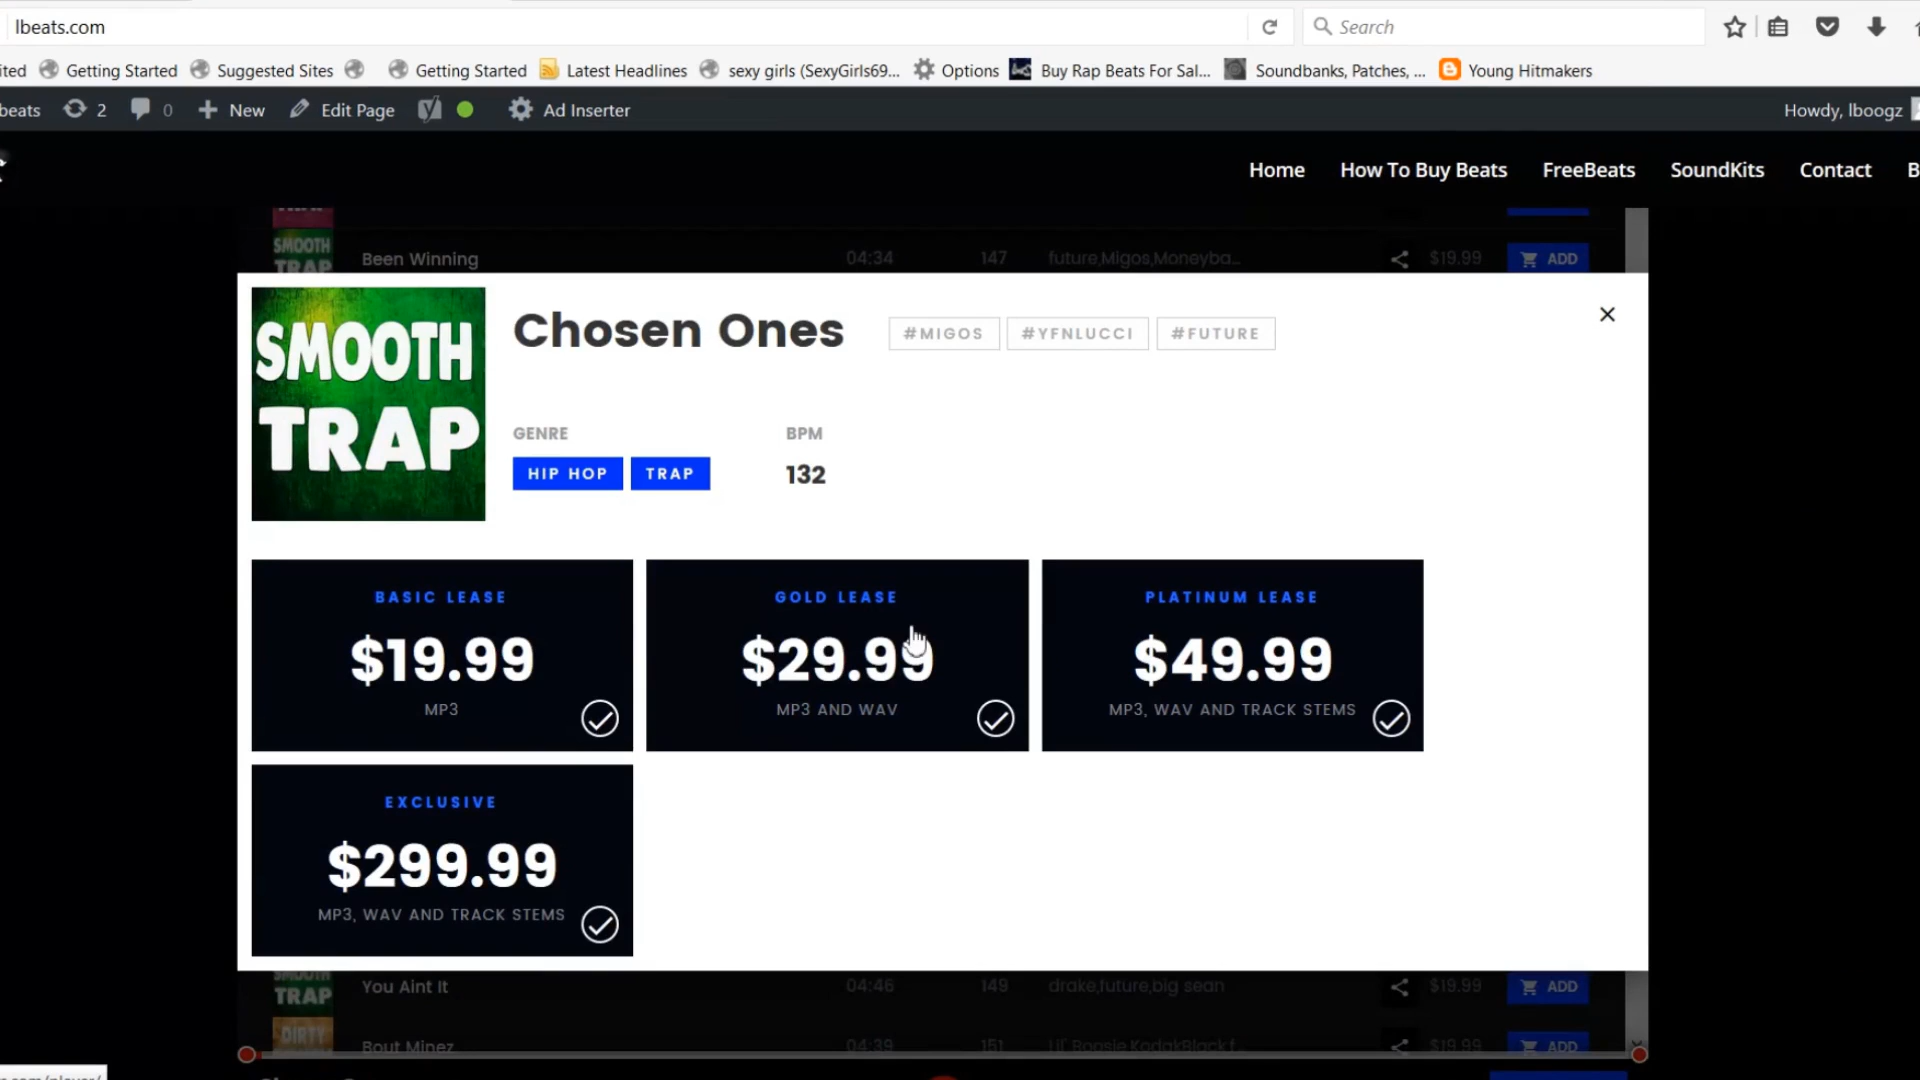 lbeats.com
Search
ited Getting Started Suggested Sites Getting Started Latest Headlines sexy girls (SexyGirls69... Options Buy Rap Beats For Sal... Soundbanks, Patches, ... Young Hitmakers
beats 2 0 New Edit Page Ad Inserter Howdy, lboogz
Home How To Buy Beats FreeBeats SoundKits Contact B
SMOOTH TRAP Been Winning 04:34 147 future,Migos,Moneyba... $19.99 ADD
SMOOTH
TRAP
Chosen Ones #MIGOS #YFNLUCCI #FUTURE
GENRE BPM
HIP HOP TRAP 132
BASIC LEASE
$19.99
MP3
GOLD LEASE
$29.99
MP3 AND WAV
PLATINUM LEASE
$49.99
MP3, WAV AND TRACK STEMS
EXCLUSIVE
$299.99
MP3, WAV AND TRACK STEMS
SMOOTH TRAP You Aint It 04:46 149 drake,future,big sean $19.99 ADD
DIRTY Bout Minez 04:39 151 Lil' Boosie,KodakBlack,f... $19.99 ADD